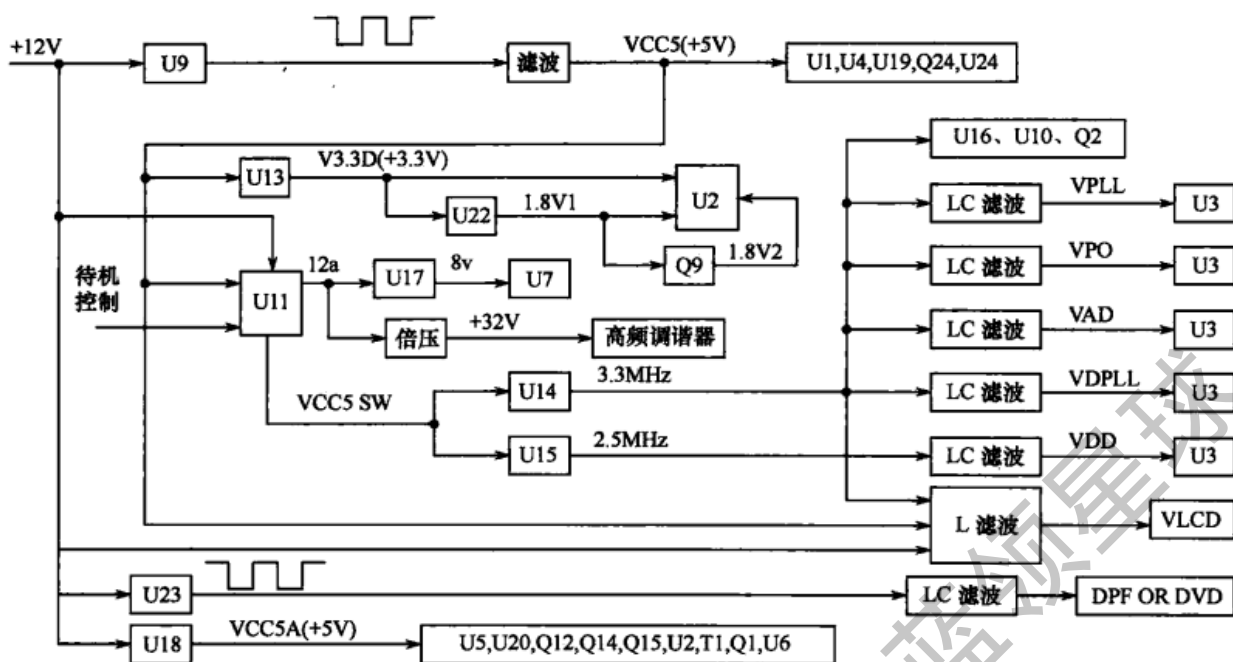 +12V
U9
滤波
VCC5(+5V)
U1,U4,U19,Q24,U24
U16、U10、Q2
U13
V3.3D(+3.3V)
U2
U22
1.8V1
Q9
1.8V2
LC 滤波
VPLL
U3
待机
控制
U11
12a
U17
8v
U7
LC 滤波
VPO
U3
倍压
+32V
高频调谐器
LC 滤波
VAD
U3
VCC5 SW
U14
3.3MHz
LC 滤波
VDPLL
U3
U15
2.5MHz
LC 滤波
VDD
U3
L 滤波
VLCD
U23
LC 滤波
DPF OR DVD
U18
VCC5A(+5V)
U5,U20,Q12,Q14,Q15,U2,T1,Q1,U6
蓝领星球